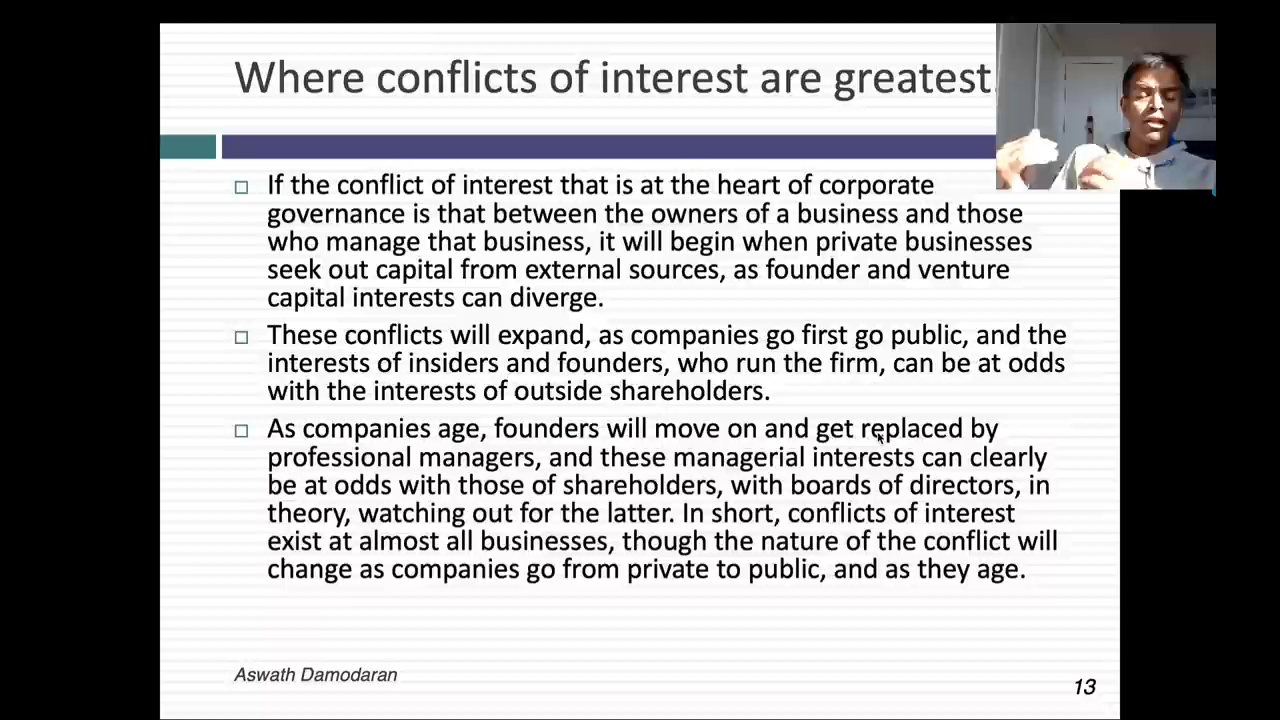 Where conflicts of interest are greatest.
If the conflict of interest that is at the heart of corporate
governance is that between the owners of a business and those
who manage that business, it will begin when private businesses
seek out capital from external sources, as founder and venture
capital interests can diverge.
These conflicts will expand, as companies go first go public, and the
interests of insiders and founders, who run the firm, can be at odds
with the interests of outside shareholders.
As companies age, founders will move on and get replaced by
professional managers, and these managerial interests can clearly
be at odds with those of shareholders, with boards of directors, in
theory, watching out for the latter. In short, conflicts of interest
exist at almost all businesses, though the nature of the conflict will
change as companies go from private to public, and as they age.
Aswath Damodaran
13